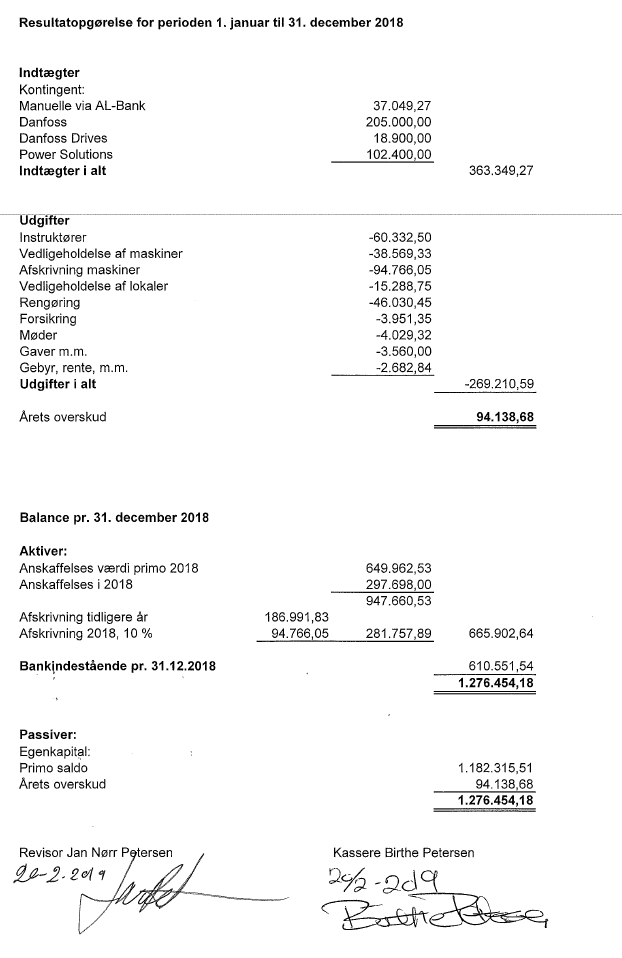 Resultatopgørelse for perioden 1. januar til 31. december 2018
Indtægter
Kontingent:
Manuelle via AL-Bank 37.049,27
Danfoss 205.000,00
Danfoss Drives 18.900,00
Power Solutions 102.400,00
Indtægter i alt 363.349,27
Udgifter
Instruktører -60.332,50
Vedligeholdelse af maskiner -38.569,33
Afskrivning maskiner -94.766,05
Vedligeholdelse af lokaler -15.288,75
Rengøring -46.030,45
Forsikring -3.951,35
Møder -4.029,32
Gaver m.m. -3.560,00
Gebyr, rente, m.m. -2.682,84
Udgifter i alt -269.210,59
Årets overskud 94.138,68
Balance pr. 31. december 2018
Aktiver:
Anskaffelses værdi primo 2018 649.962,53
Anskaffelses i 2018 297.698,00
947.660,53
Afskrivning tidligere år 186.991,83
Afskrivning 2018, 10 % 94.766,05 281.757,89 665.902,64
Bankindestående pr. 31.12.2018 610.551,54
1.276.454,18
Passiver:
Egenkapital:
Primo saldo 1.182.315,51
Årets overskud 94.138,68
1.276.454,18
Revisor Jan Nørr Petersen Kassere Birthe Petersen
20-2-2019 20/2-2019